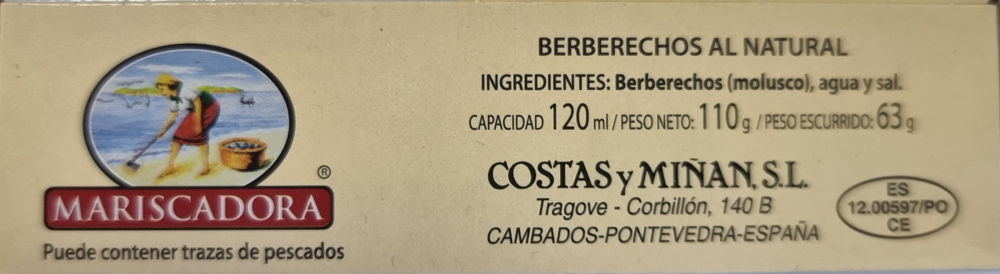 MARISCADORA
®
Puede contener trazas de pescados
BERBERECHOS AL NATURAL
INGREDIENTES: Berberechos (molusco), agua y sal.
CAPACIDAD 120 ml / PESO NETO: 110 g / PESO ESCURRIDO: 63 g
COSTAS y MIÑAN, S.L.
Tragove - Corbillón, 140 B
CAMBADOS-PONTEVEDRA-ESPAÑA
ES
12.00597/PO
CE